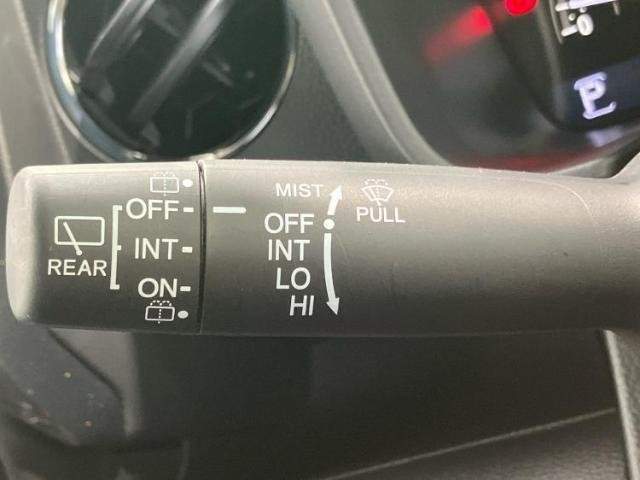 MIST
PULL
OFF
INT
LO
HI
REAR
OFF
INT
ON
P